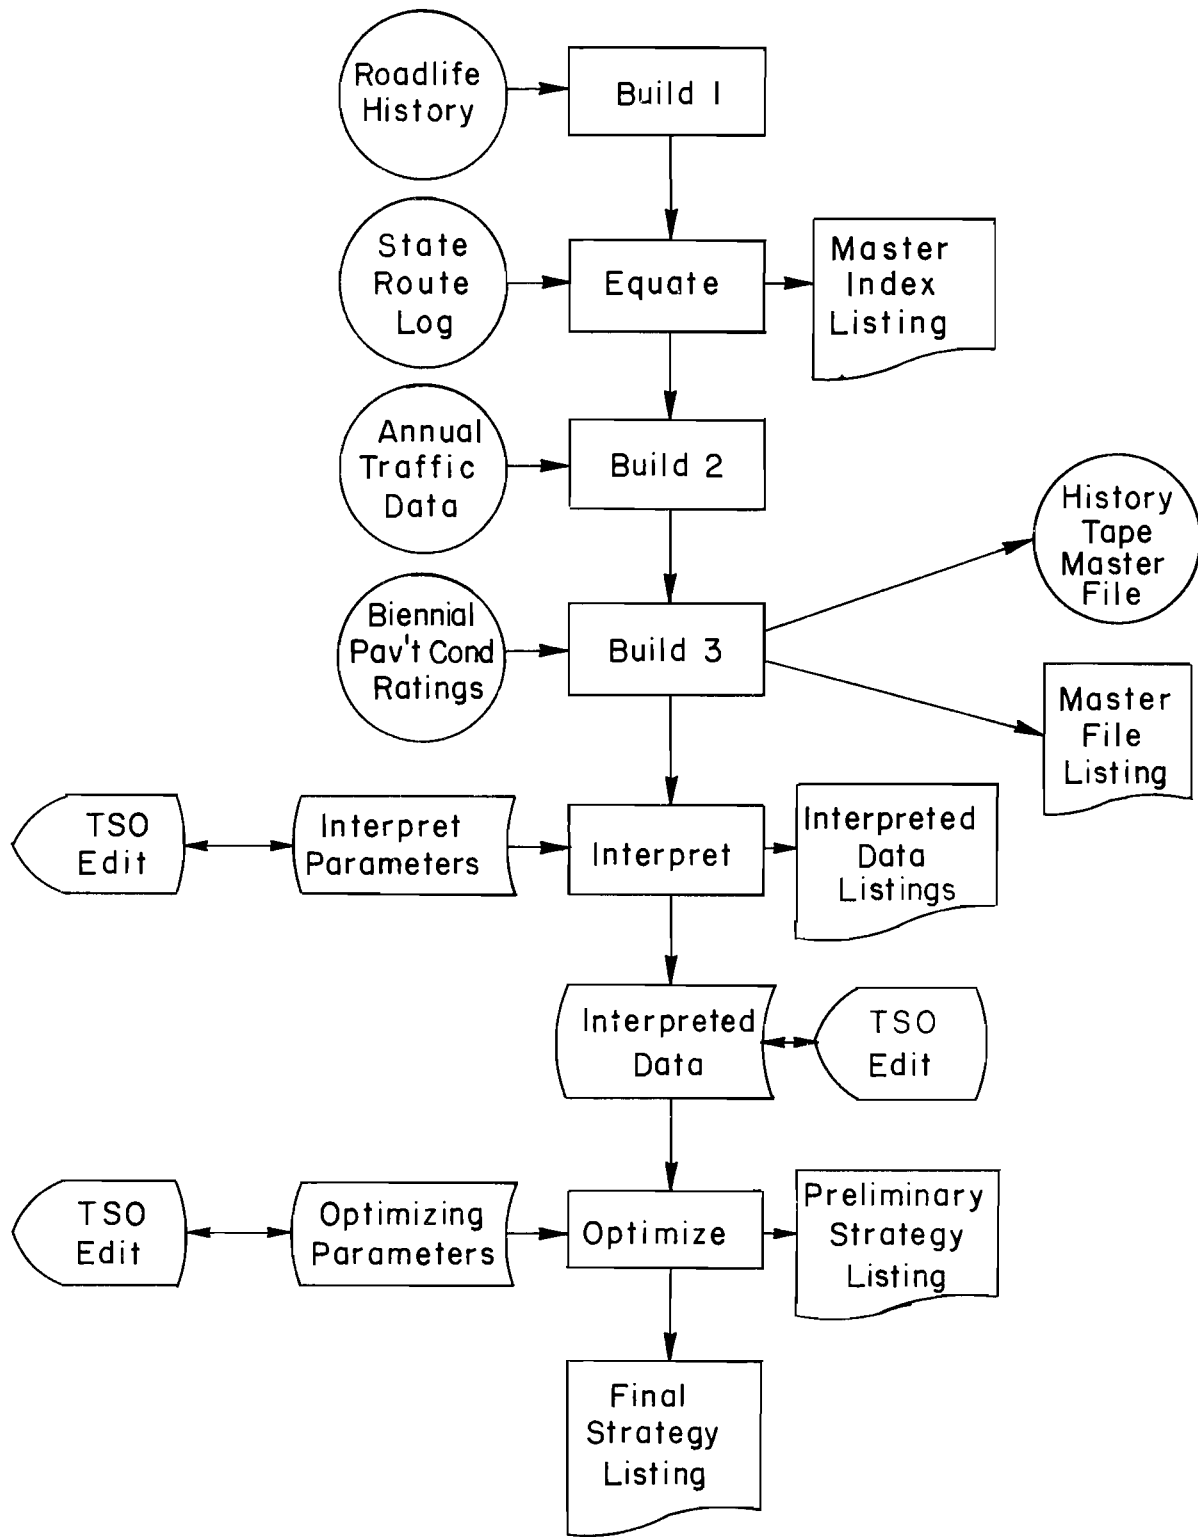 Roadlife
History
Build 1
State
Route
Log
Equate
Master
Index
Listing
Annual
Traffic
Data
Build 2
History
Tape
Master
File
Biennial
Pav't Cond
Ratings
Build 3
Master
File
Listing
TSO
Edit
Interpret
Parameters
Interpret
Interpreted
Data
Listings
Interpreted
Data
TSO
Edit
TSO
Edit
Optimizing
Parameters
Optimize
Preliminary
Strategy
Listing
Final
Strategy
Listing